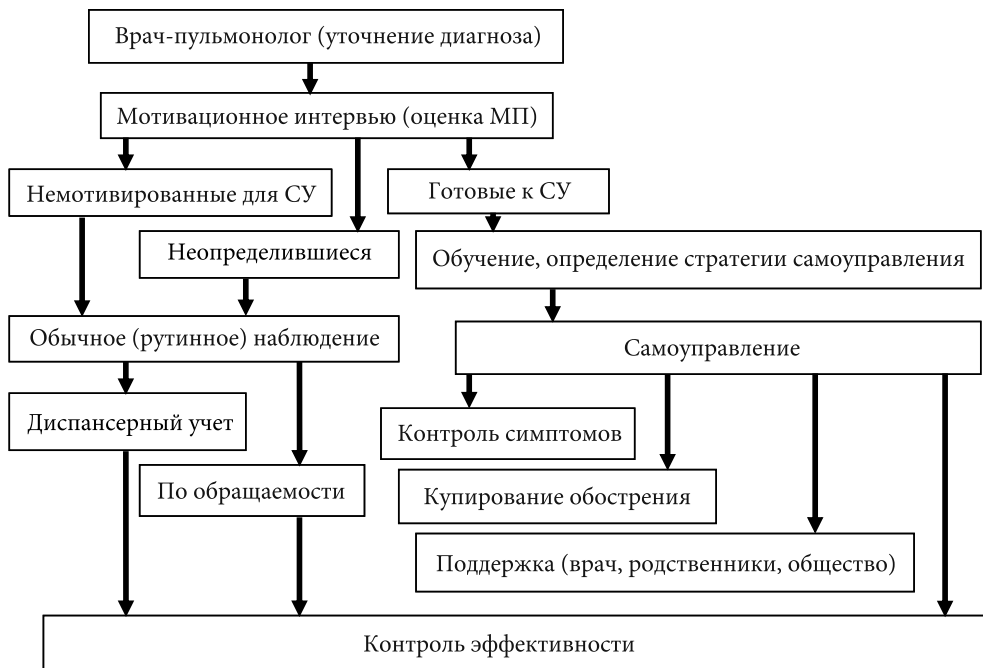 Врач-пульмонолог (уточнение диагноза)
Мотивационное интервью (оценка МП)
Немотивированные для СУ
Готовые к СУ
Неопределившиеся
Обучение, определение стратегии самоуправления
Обычное (рутинное) наблюдение
Самоуправление
Диспансерный учет
Контроль симптомов
По обращаемости
Купирование обострения
Поддержка (врач, родственники, общество)
Контроль эффективности